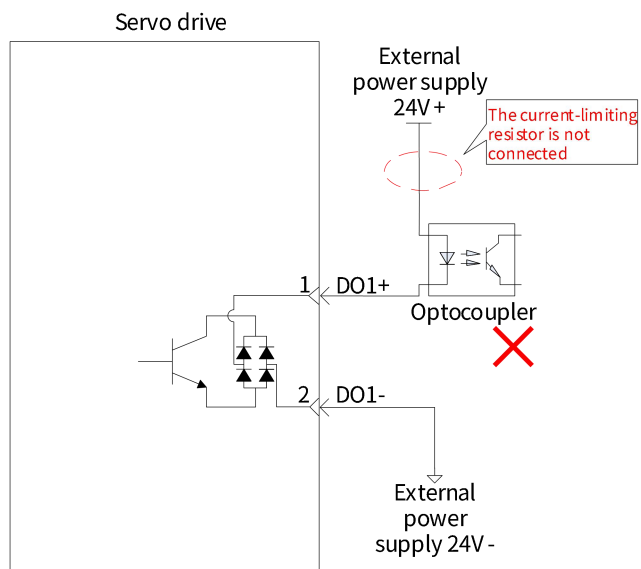 Servo drive
External
power supply
24V +
The current-limiting
resistor is not
connected
1
DO1+
Optocoupler
2
DO1-
External
power
supply 24V -